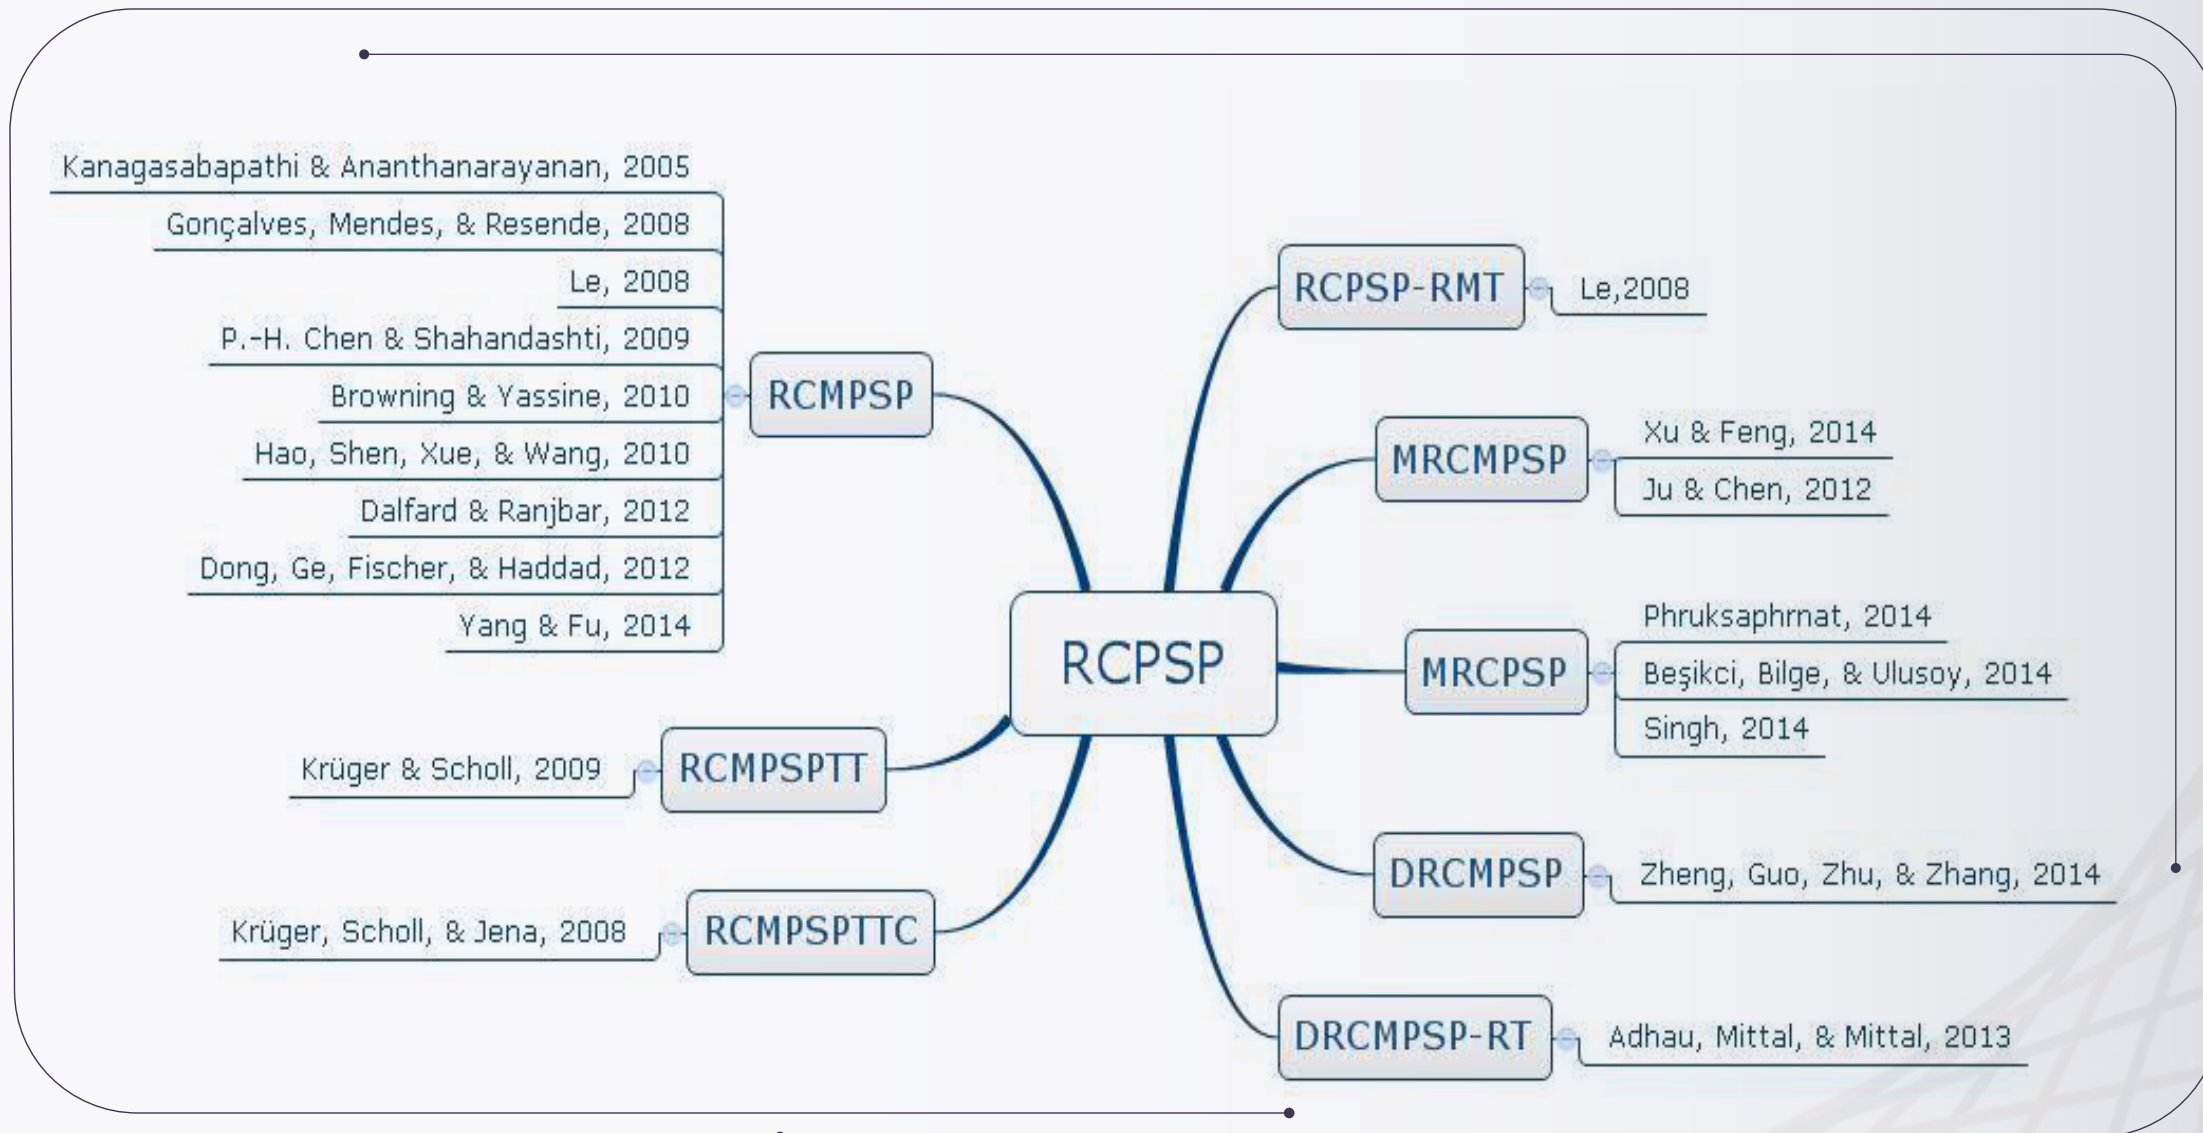 Kanagasabapathi & Ananthanarayanan, 2005
Gonçalves, Mendes, & Resende, 2008
Le, 2008
P.-H. Chen & Shahandashti, 2009
Browning & Yassine, 2010
Hao, Shen, Xue, & Wang, 2010
Dalfard & Ranjbar, 2012
Dong, Ge, Fischer, & Haddad, 2012
Yang & Fu, 2014
RCMPSP
Krüger & Scholl, 2009
RCMPSPTT
Krüger, Scholl, & Jena, 2008
RCMPSPTTC
RCPSP
RCPSP-RMT
Le,2008
MRCMPSP
Xu & Feng, 2014
Ju & Chen, 2012
MRCPSP
Phruksaphrnat, 2014
Beşikci, Bilge, & Ulusoy, 2014
Singh, 2014
DRCMPSP
Zheng, Guo, Zhu, & Zhang, 2014
DRCMPSP-RT
Adhau, Mittal, & Mittal, 2013